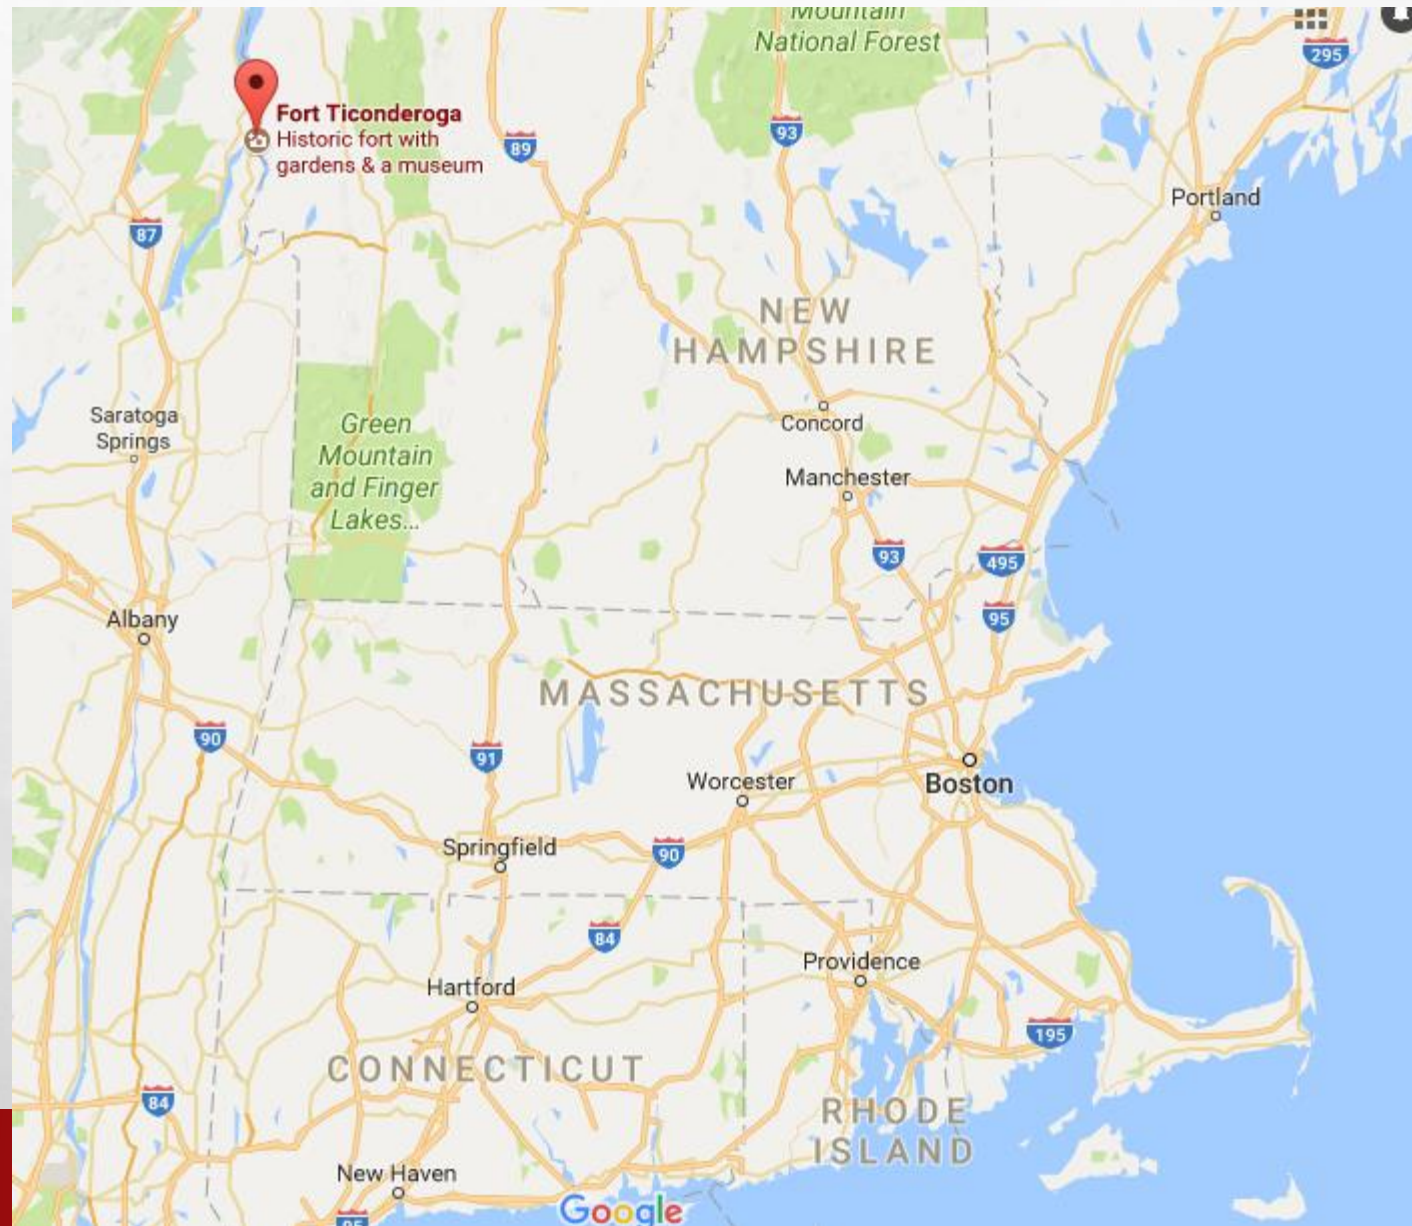 Mountain
National Forest
295
Fort Ticonderoga
Historic fort with
gardens & a museum
89
93
Portland
87
NEW
HAMPSHIRE
Saratoga
Springs
Green
Mountain
and Finger
Lakes...
Concord
Manchester
93
495
95
Albany
MASSACHUSETTS
90
91
Worcester
Boston
Springfield
90
84
Providence
Hartford
195
CONNECTICUT
84
RHODE
ISLAND
New Haven
95
Google